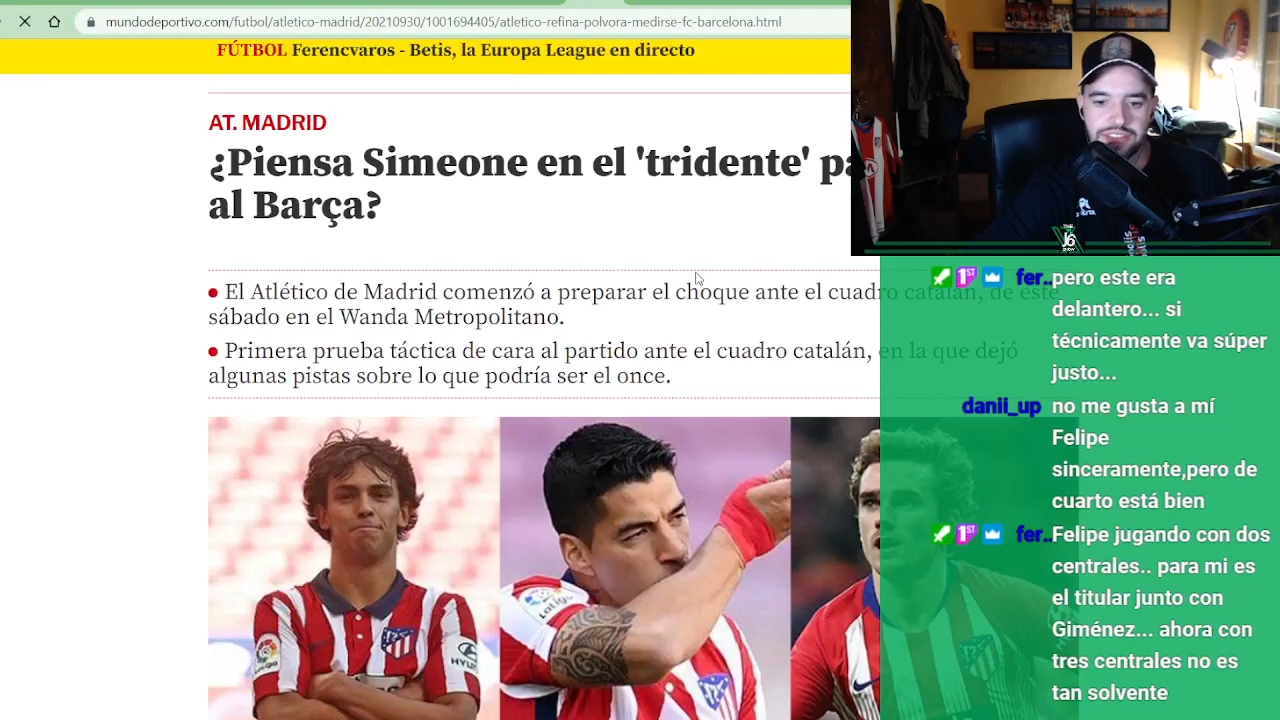 mundodeportivo.com/futbol/atletico-madrid/20210930/1001694405/atletico-refina-polvora-medirse-fc-barcelona.html
FÚTBOL Ferencvaros - Betis, la Europa League en directo
AT. MADRID
¿Piensa Simeone en el 'tridente' pa
al Barça?
El Atlético de Madrid comenzó a preparar el choque ante el cuadro catalán, de este
sábado en el Wanda Metropolitano.
Primera prueba táctica de cara al partido ante el cuadro catalán, en la que dejó
algunas pistas sobre lo que podría ser el once.
LaLiga
HYU
J6
1ST fer.. pero este era
delantero... si
técnicamente va súper
justo...
danii_up no me gusta a mí
Felipe
sinceramente,pero de
cuarto está bien
1ST fer.. Felipe jugando con dos
centrales.. para mi es
el titular junto con
Giménez... ahora con
tres centrales no es
tan solvente